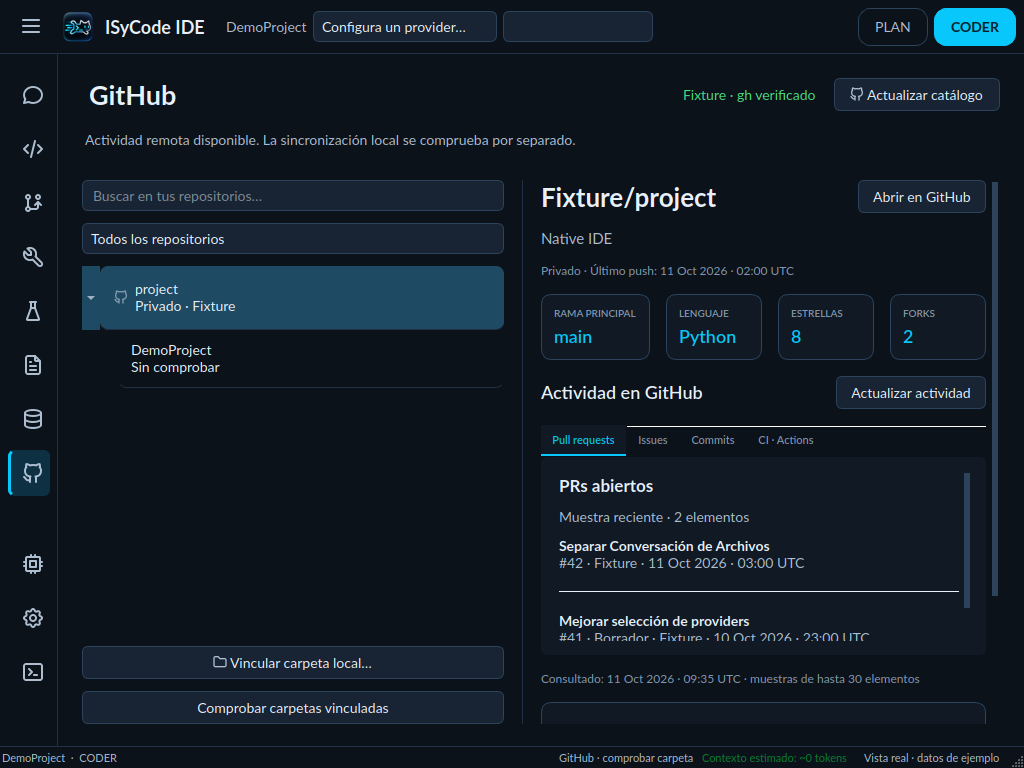 ISyCode IDE
DemoProject
Configura un provider...
PLAN
CODER
GitHub
Fixture · gh verificado
Actualizar catálogo
Actividad remota disponible. La sincronización local se comprueba por separado.
Buscar en tus repositorios...
Todos los repositorios
project
Privado · Fixture
DemoProject
Sin comprobar
Vincular carpeta local...
Comprobar carpetas vinculadas
Fixture/project
Abrir en GitHub
Native IDE
Privado · Último push: 11 Oct 2026 · 02:00 UTC
RAMA PRINCIPAL
main
LENGUAJE
Python
ESTRELLAS
8
FORKS
2
Actividad en GitHub
Actualizar actividad
Pull requests
Issues
Commits
CI · Actions
PRs abiertos
Muestra reciente · 2 elementos
Separar Conversación de Archivos
#42 · Fixture · 11 Oct 2026 · 03:00 UTC
Mejorar selección de providers
#41 · Borrador · Fixture · 10 Oct 2026 · 23:00 UTC
Consultado: 11 Oct 2026 · 09:35 UTC · muestras de hasta 30 elementos
DemoProject · CODER
GitHub · comprobar carpeta
Contexto estimado: ~0 tokens
Vista real · datos de ejemplo